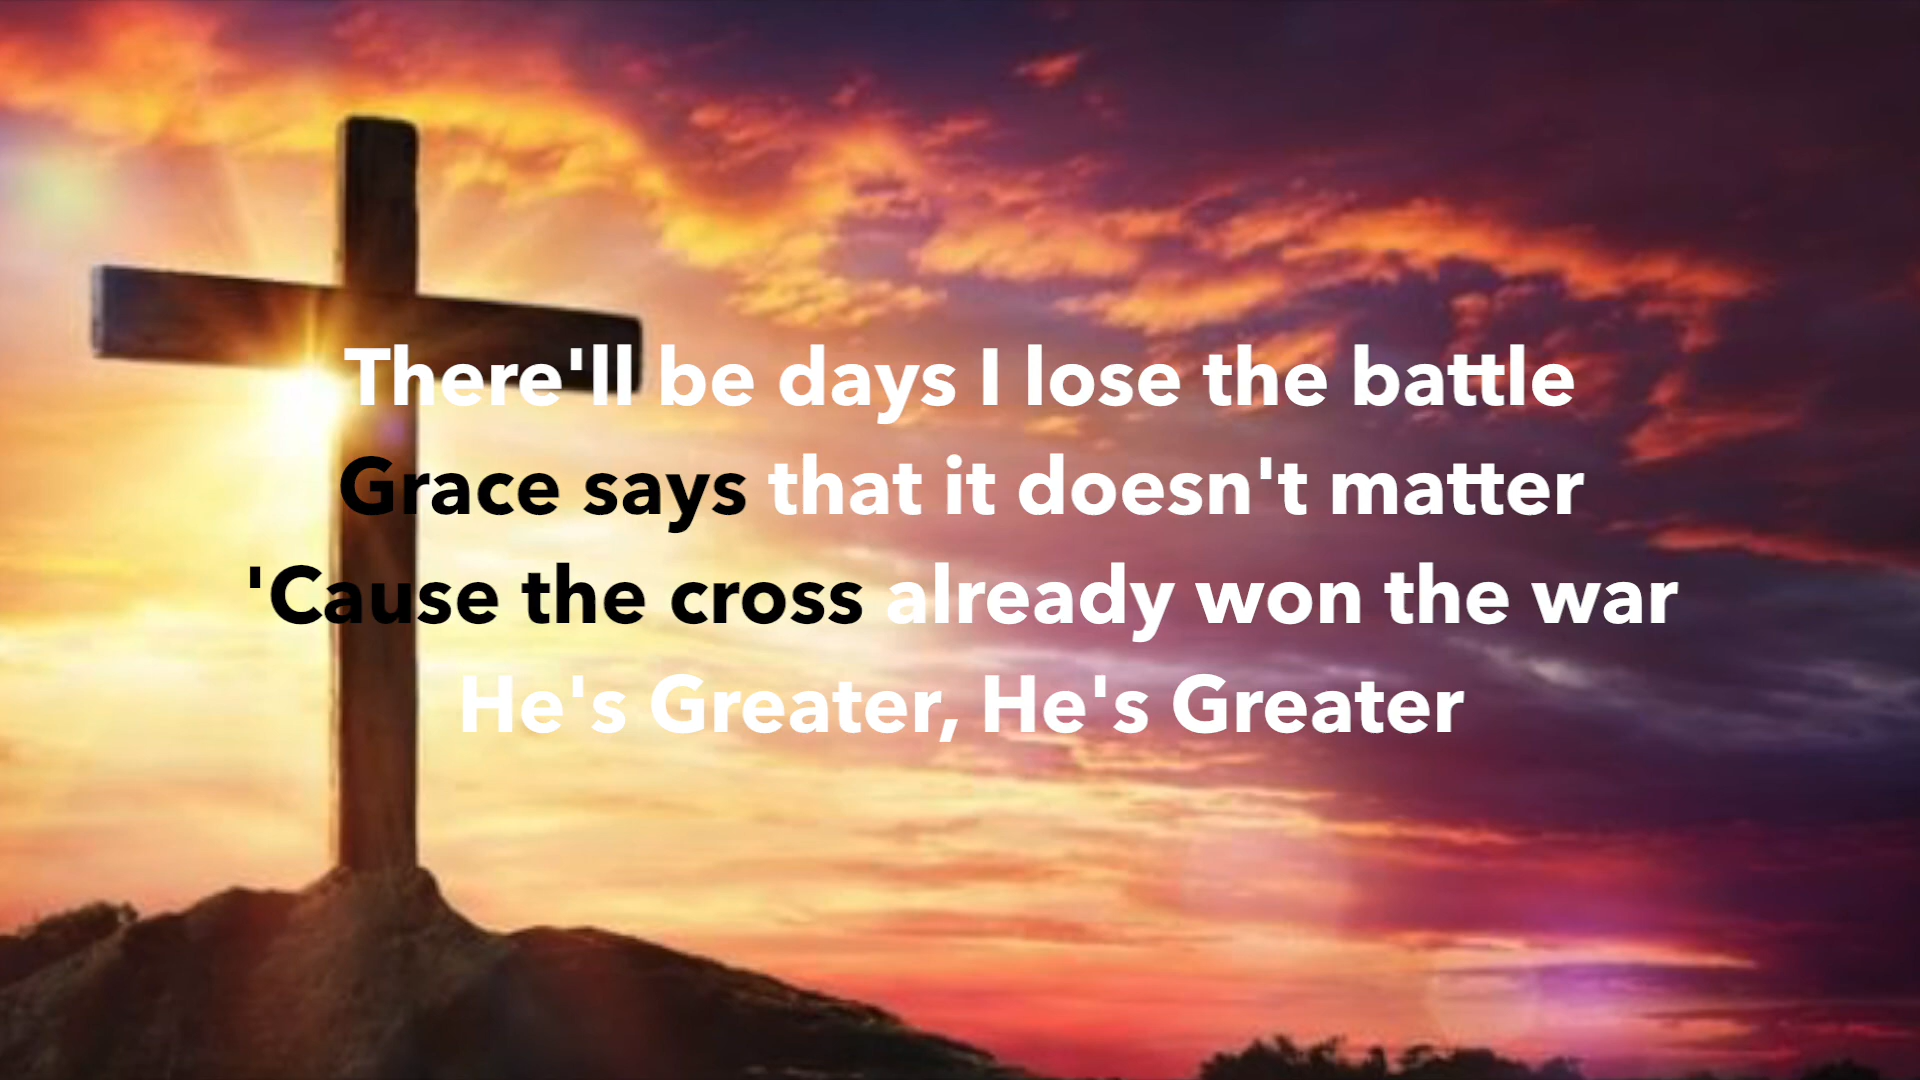 There'll be days I lose the battle
Grace says that it doesn't matter
'Cause the cross already won the war
He's Greater, He's Greater